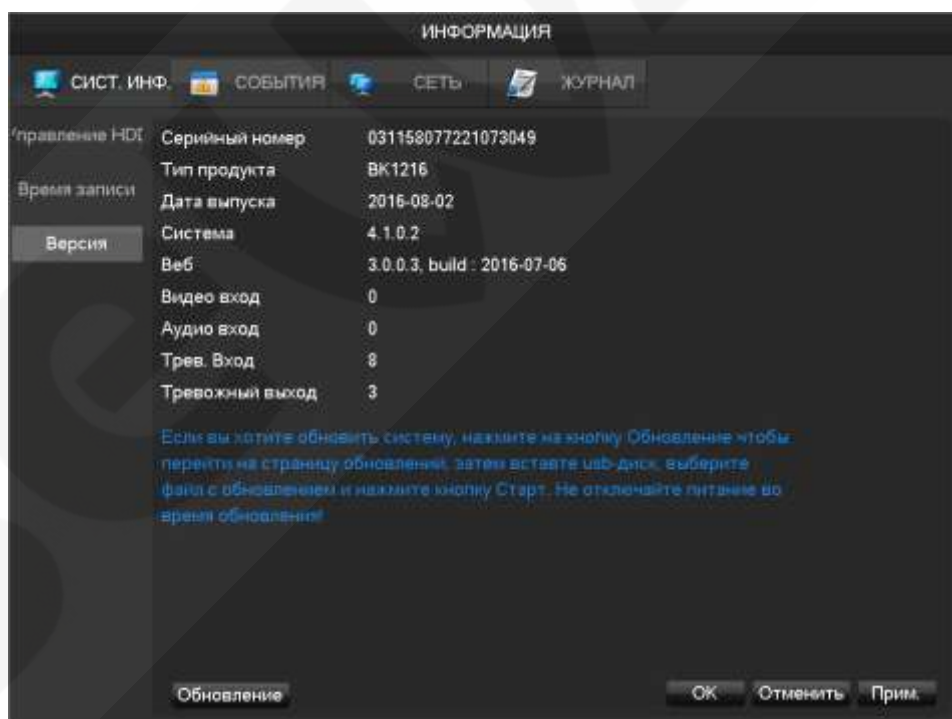 ИНФОРМАЦИЯ
СИСТ. ИНФ. СОБЫТИЯ СЕТЬ ЖУРНАЛ
Управление HDD
Время записи
Версия
Серийный номер 031158077221073049
Тип продукта BK1216
Дата выпуска 2016-08-02
Система 4.1.0.2
Веб 3.0.0.3, build : 2016-07-06
Видео вход 0
Аудио вход 0
Трев. Вход 8
Тревожный выход 3
Если вы хотите обновить систему, нажмите на кнопку Обновление чтобы
перейти на страницу обновлений, затем вставте usb-диск, выберите
файл с обновлением и нажмите кнопку Старт. Не отключайте питание во
время обновления!
Обновление OK Отменить Прим.